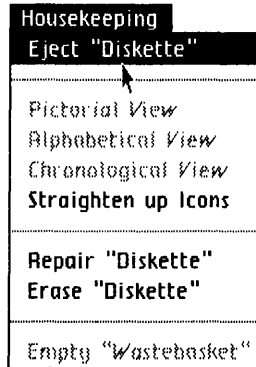 Housekeeping
Eject "Diskette"
Pictorial View
Alphabetical View
Chronological View
Straighten up Icons
Repair "Diskette"
Erase "Diskette"
Empty "Wastebasket"